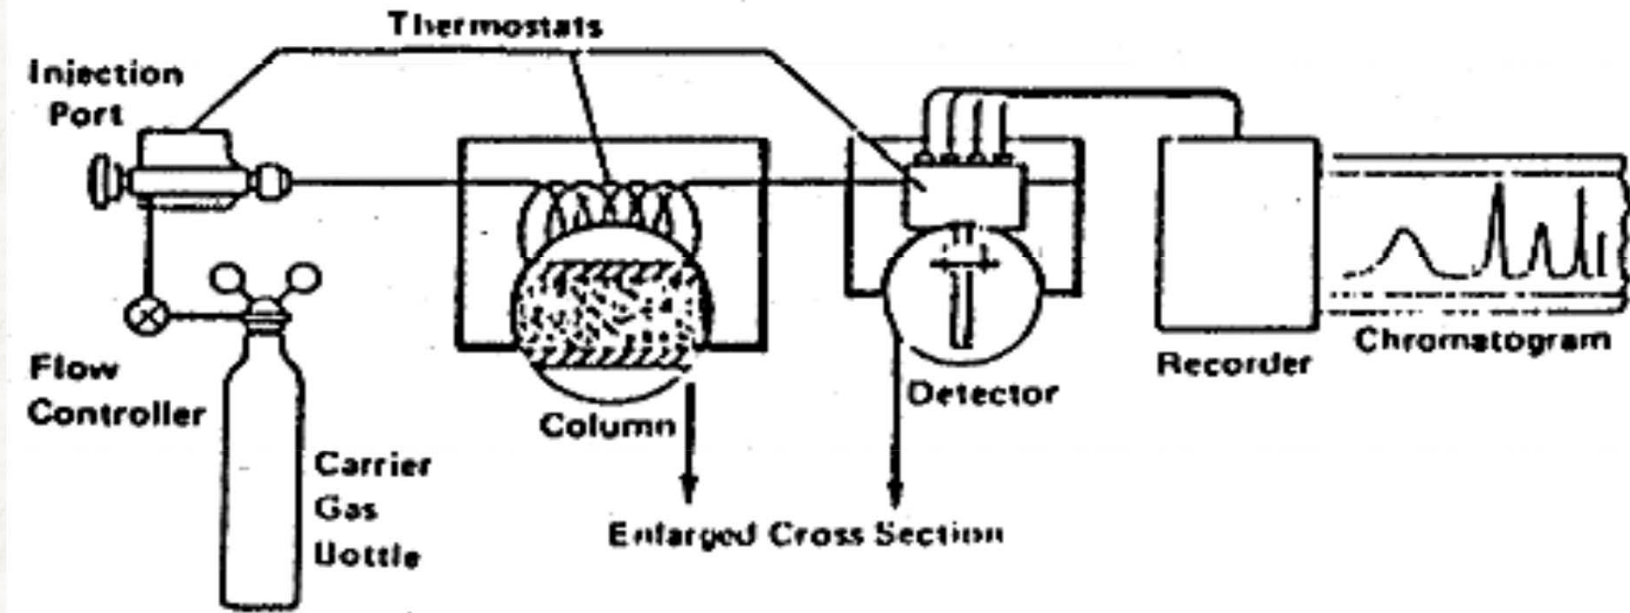 Thermostats
Injection
Port
Flow
Controller
Carrier
Gas
Bottle
Column
Enlarged Cross Section
Detector
Recorder
Chromatogram